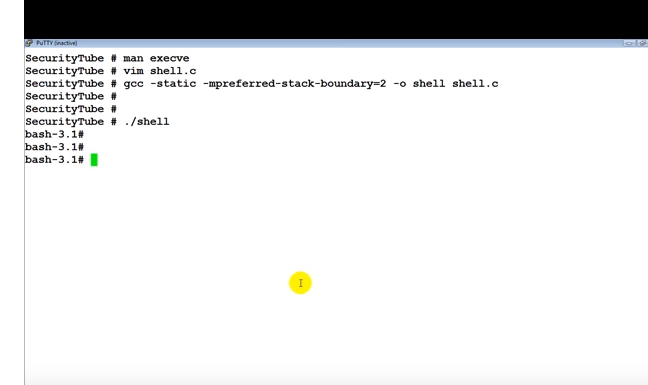 PuTTY (inactive)
SecurityTube # man execve
SecurityTube # vim shell.c
SecurityTube # gcc -static -mpreferred-stack-boundary=2 -o shell shell.c
SecurityTube #
SecurityTube #
SecurityTube # ./shell
bash-3.1#
bash-3.1#
bash-3.1#